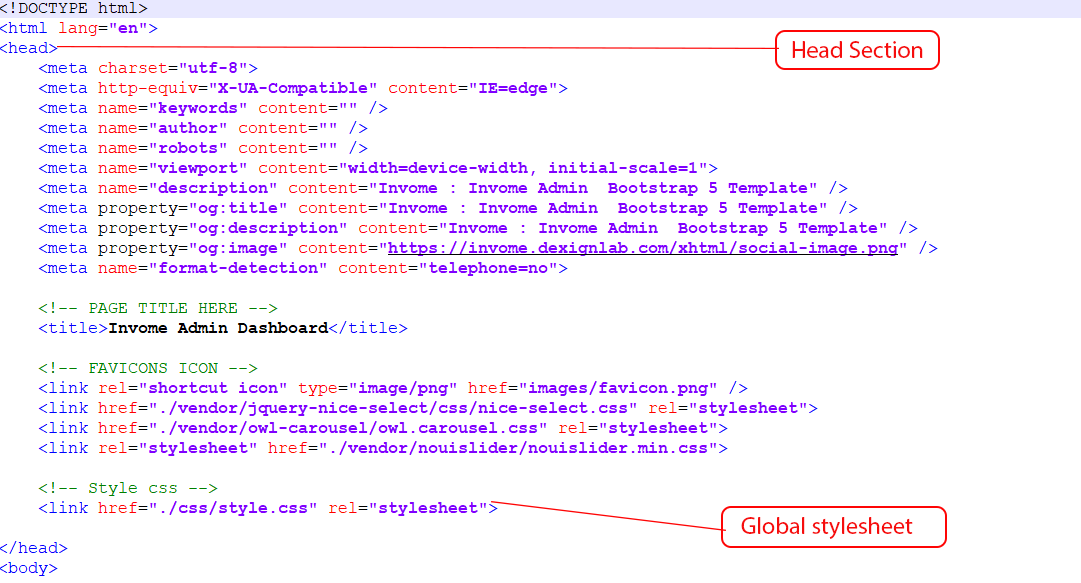 <!DOCTYPE html>
<html lang="en">
<head>
Head Section
    <meta charset="utf-8">
    <meta http-equiv="X-UA-Compatible" content="IE=edge">
    <meta name="keywords" content="" />
    <meta name="author" content="" />
    <meta name="robots" content="" />
    <meta name="viewport" content="width=device-width, initial-scale=1">
    <meta name="description" content="Invome : Invome Admin  Bootstrap 5 Template" />
    <meta property="og:title" content="Invome : Invome Admin  Bootstrap 5 Template" />
    <meta property="og:description" content="Invome : Invome Admin  Bootstrap 5 Template" />
    <meta property="og:image" content="https://invome.dexignlab.com/xhtml/social-image.png" />
    <meta name="format-detection" content="telephone=no">
    <!-- PAGE TITLE HERE -->
    <title>Invome Admin Dashboard</title>
    <!-- FAVICONS ICON -->
    <link rel="shortcut icon" type="image/png" href="images/favicon.png" />
    <link href="./vendor/jquery-nice-select/css/nice-select.css" rel="stylesheet">
    <link href="./vendor/owl-carousel/owl.carousel.css" rel="stylesheet">
    <link rel="stylesheet" href="./vendor/nouislider/nouislider.min.css">
    <!-- Style css -->
    <link href="./css/style.css" rel="stylesheet">
Global stylesheet
</head>
<body>